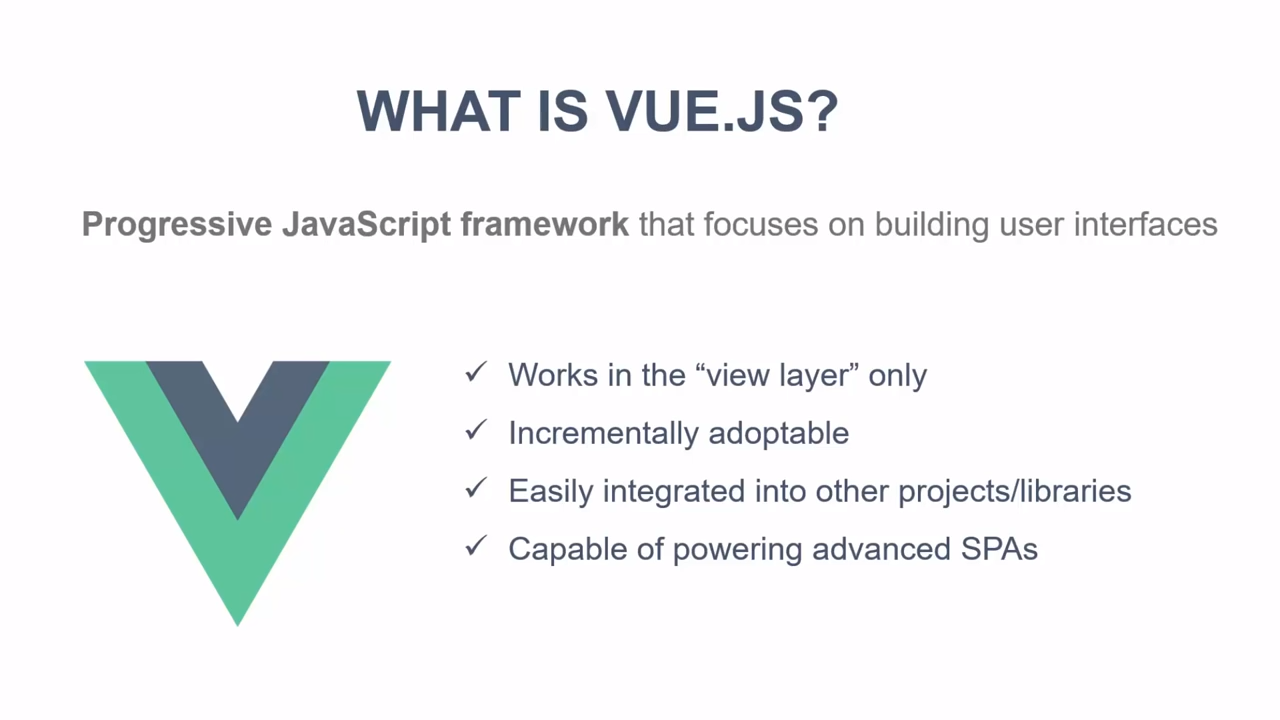 WHAT IS VUE.JS?
Progressive JavaScript framework that focuses on building user interfaces
✓ Works in the “view layer” only
✓ Incrementally adoptable
✓ Easily integrated into other projects/libraries
✓ Capable of powering advanced SPAs